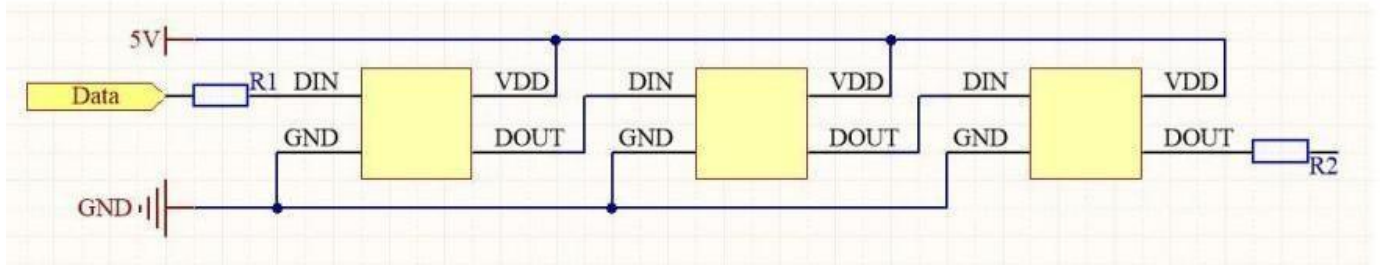 5V
R1 DIN VDD DIN VDD DIN VDD
Data
GND DOUT GND DOUT GND DOUT
R2
GND